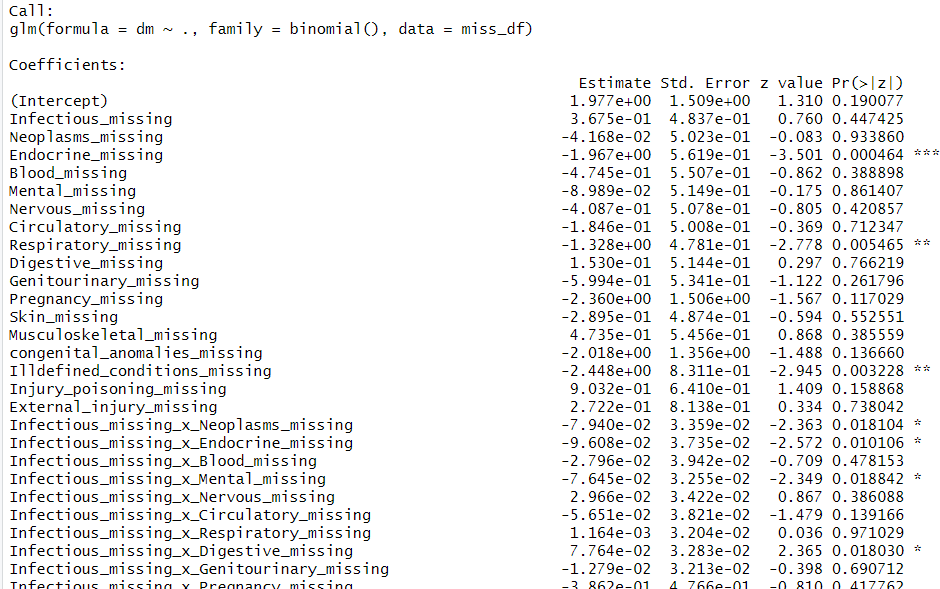 Call:
glm(formula = dm ~ ., family = binomial(), data = miss_df)
Coefficients:
Estimate Std. Error z value Pr(>|z|)
(Intercept) 1.977e+00 1.509e+00 1.310 0.190077
Infectious_missing 3.675e-01 4.837e-01 0.760 0.447425
Neoplasms_missing -4.168e-02 5.023e-01 -0.083 0.933860
Endocrine_missing -1.967e+00 5.619e-01 -3.501 0.000464 ***
Blood_missing -4.745e-01 5.507e-01 -0.862 0.388898
Mental_missing -8.989e-02 5.149e-01 -0.175 0.861407
Nervous_missing -4.087e-01 5.078e-01 -0.805 0.420857
Circulatory_missing -1.846e-01 5.008e-01 -0.369 0.712347
Respiratory_missing -1.328e+00 4.781e-01 -2.778 0.005465 **
Digestive_missing 1.530e-01 5.144e-01 0.297 0.766219
Genitourinary_missing -5.994e-01 5.341e-01 -1.122 0.261796
Pregnancy_missing -2.360e+00 1.506e+00 -1.567 0.117029
Skin_missing -2.895e-01 4.874e-01 -0.594 0.552551
Musculoskeletal_missing 4.735e-01 5.456e-01 0.868 0.385559
congenital_anomalies_missing -2.018e+00 1.356e+00 -1.488 0.136660
Illdefined_conditions_missing -2.448e+00 8.311e-01 -2.945 0.003228 **
Injury_poisoning_missing 9.032e-01 6.410e-01 1.409 0.158868
External_injury_missing 2.722e-01 8.138e-01 0.334 0.738042
Infectious_missing_x_Neoplasms_missing -7.940e-02 3.359e-02 -2.363 0.018104 *
Infectious_missing_x_Endocrine_missing -9.608e-02 3.735e-02 -2.572 0.010106 *
Infectious_missing_x_Blood_missing -2.796e-02 3.942e-02 -0.709 0.478153
Infectious_missing_x_Mental_missing -7.645e-02 3.255e-02 -2.349 0.018842 *
Infectious_missing_x_Nervous_missing 2.966e-02 3.422e-02 0.867 0.386088
Infectious_missing_x_Circulatory_missing -5.651e-02 3.821e-02 -1.479 0.139166
Infectious_missing_x_Respiratory_missing 1.164e-03 3.204e-02 0.036 0.971029
Infectious_missing_x_Digestive_missing 7.764e-02 3.283e-02 2.365 0.018030 *
Infectious_missing_x_Genitourinary_missing -1.279e-02 3.213e-02 -0.398 0.690712
Infectious_missing_x_Pregnancy_missing -3.862e-01 4.766e-01 -0.810 0.417762